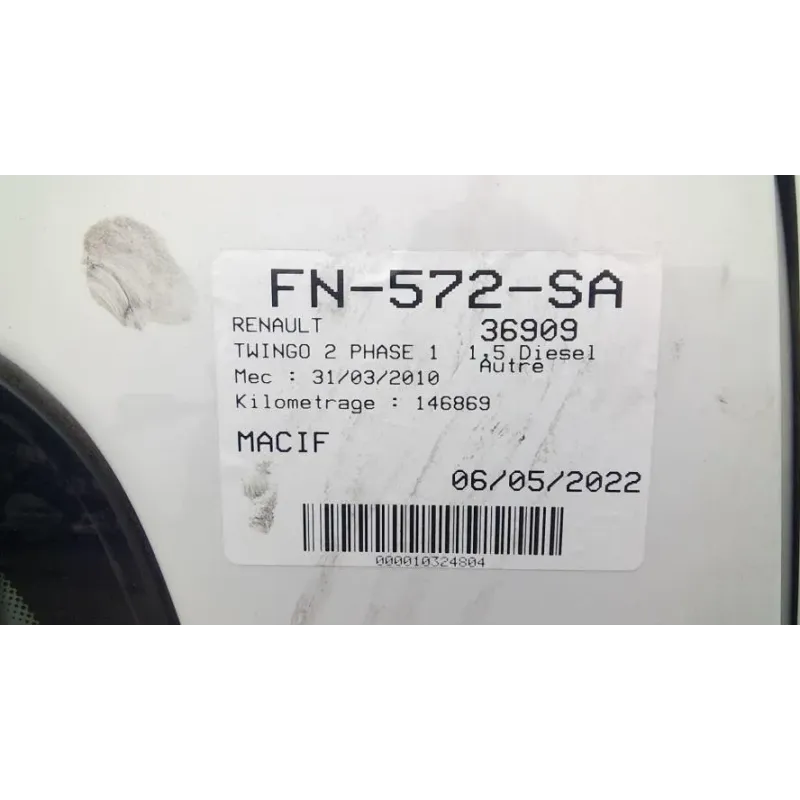 FN-572-SA
RENAULT 36909
TWINGO 2 PHASE 1 1,5 Diesel
Autre
Mec : 31/03/2010
Kilometrage : 146869
MACIF
06/05/2022
000010324804